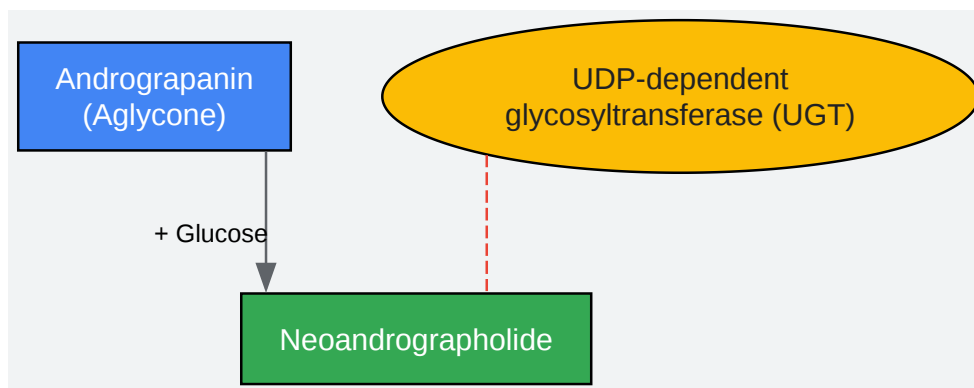 Andrograpanin
(Aglycone)
UDP-dependent
glycosyltransferase (UGT)
+ Glucose
Neoandrographolide